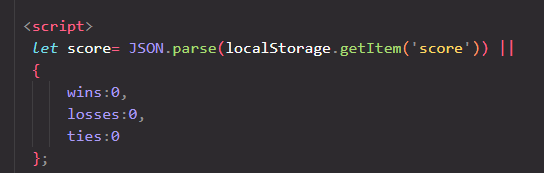 <script>
let score= JSON.parse(localStorage.getItem('score')) ||
{
wins:0,
losses:0,
ties:0
};